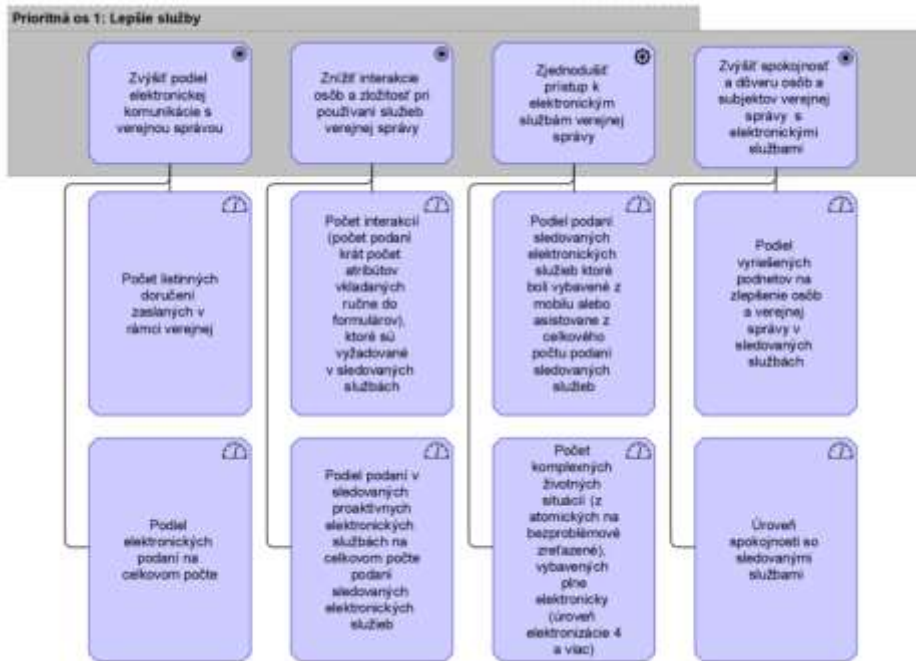 Prioritná os 1: Lepšie služby
Zvýšiť podiel
elektronickej
komunikácie s
verejnou správou
Znížiť interakcie
osôb a zložitosť pri
používaní služieb
verejnej správy
Zjednodušiť
prístup k
elektronickým
službám verejnej
správy
Zvýšiť spokojnosť
a dôveru osôb a
subjektov verejnej
správy s
elektronickými
službami
Počet listinných
doručení
zaslaných v
rámci verejnej
Počet interakcií
(počet podaní
krát počet
atribútov
vkladaných
ručne do
formulárov),
ktoré sú
vyžadované
v sledovaných
službách
Podiel podaní
sledovaných
elektronických
služieb ktoré
boli vybavené z
mobilu alebo
asistovane z
celkového
počtu podaní
sledovaných
služieb
Podiel
vyriešených
podnetov na
zlepšenie osôb
a verejnej
správy v
sledovaných
službách
Podiel
elektronických
podaní na
celkovom počte
Podiel podaní v
sledovaných
proaktívnych
elektronických
službách na
celkovom počte
podaní
sledovaných
elektronických
služieb
Počet
komplexných
životných
situácií (z
atomických na
bezproblémové
zreťazené),
vybavených
plne
elektronicky
(úroveň
elektronizácie 4
a viac)
Úroveň
spokojnosti so
sledovanými
službami